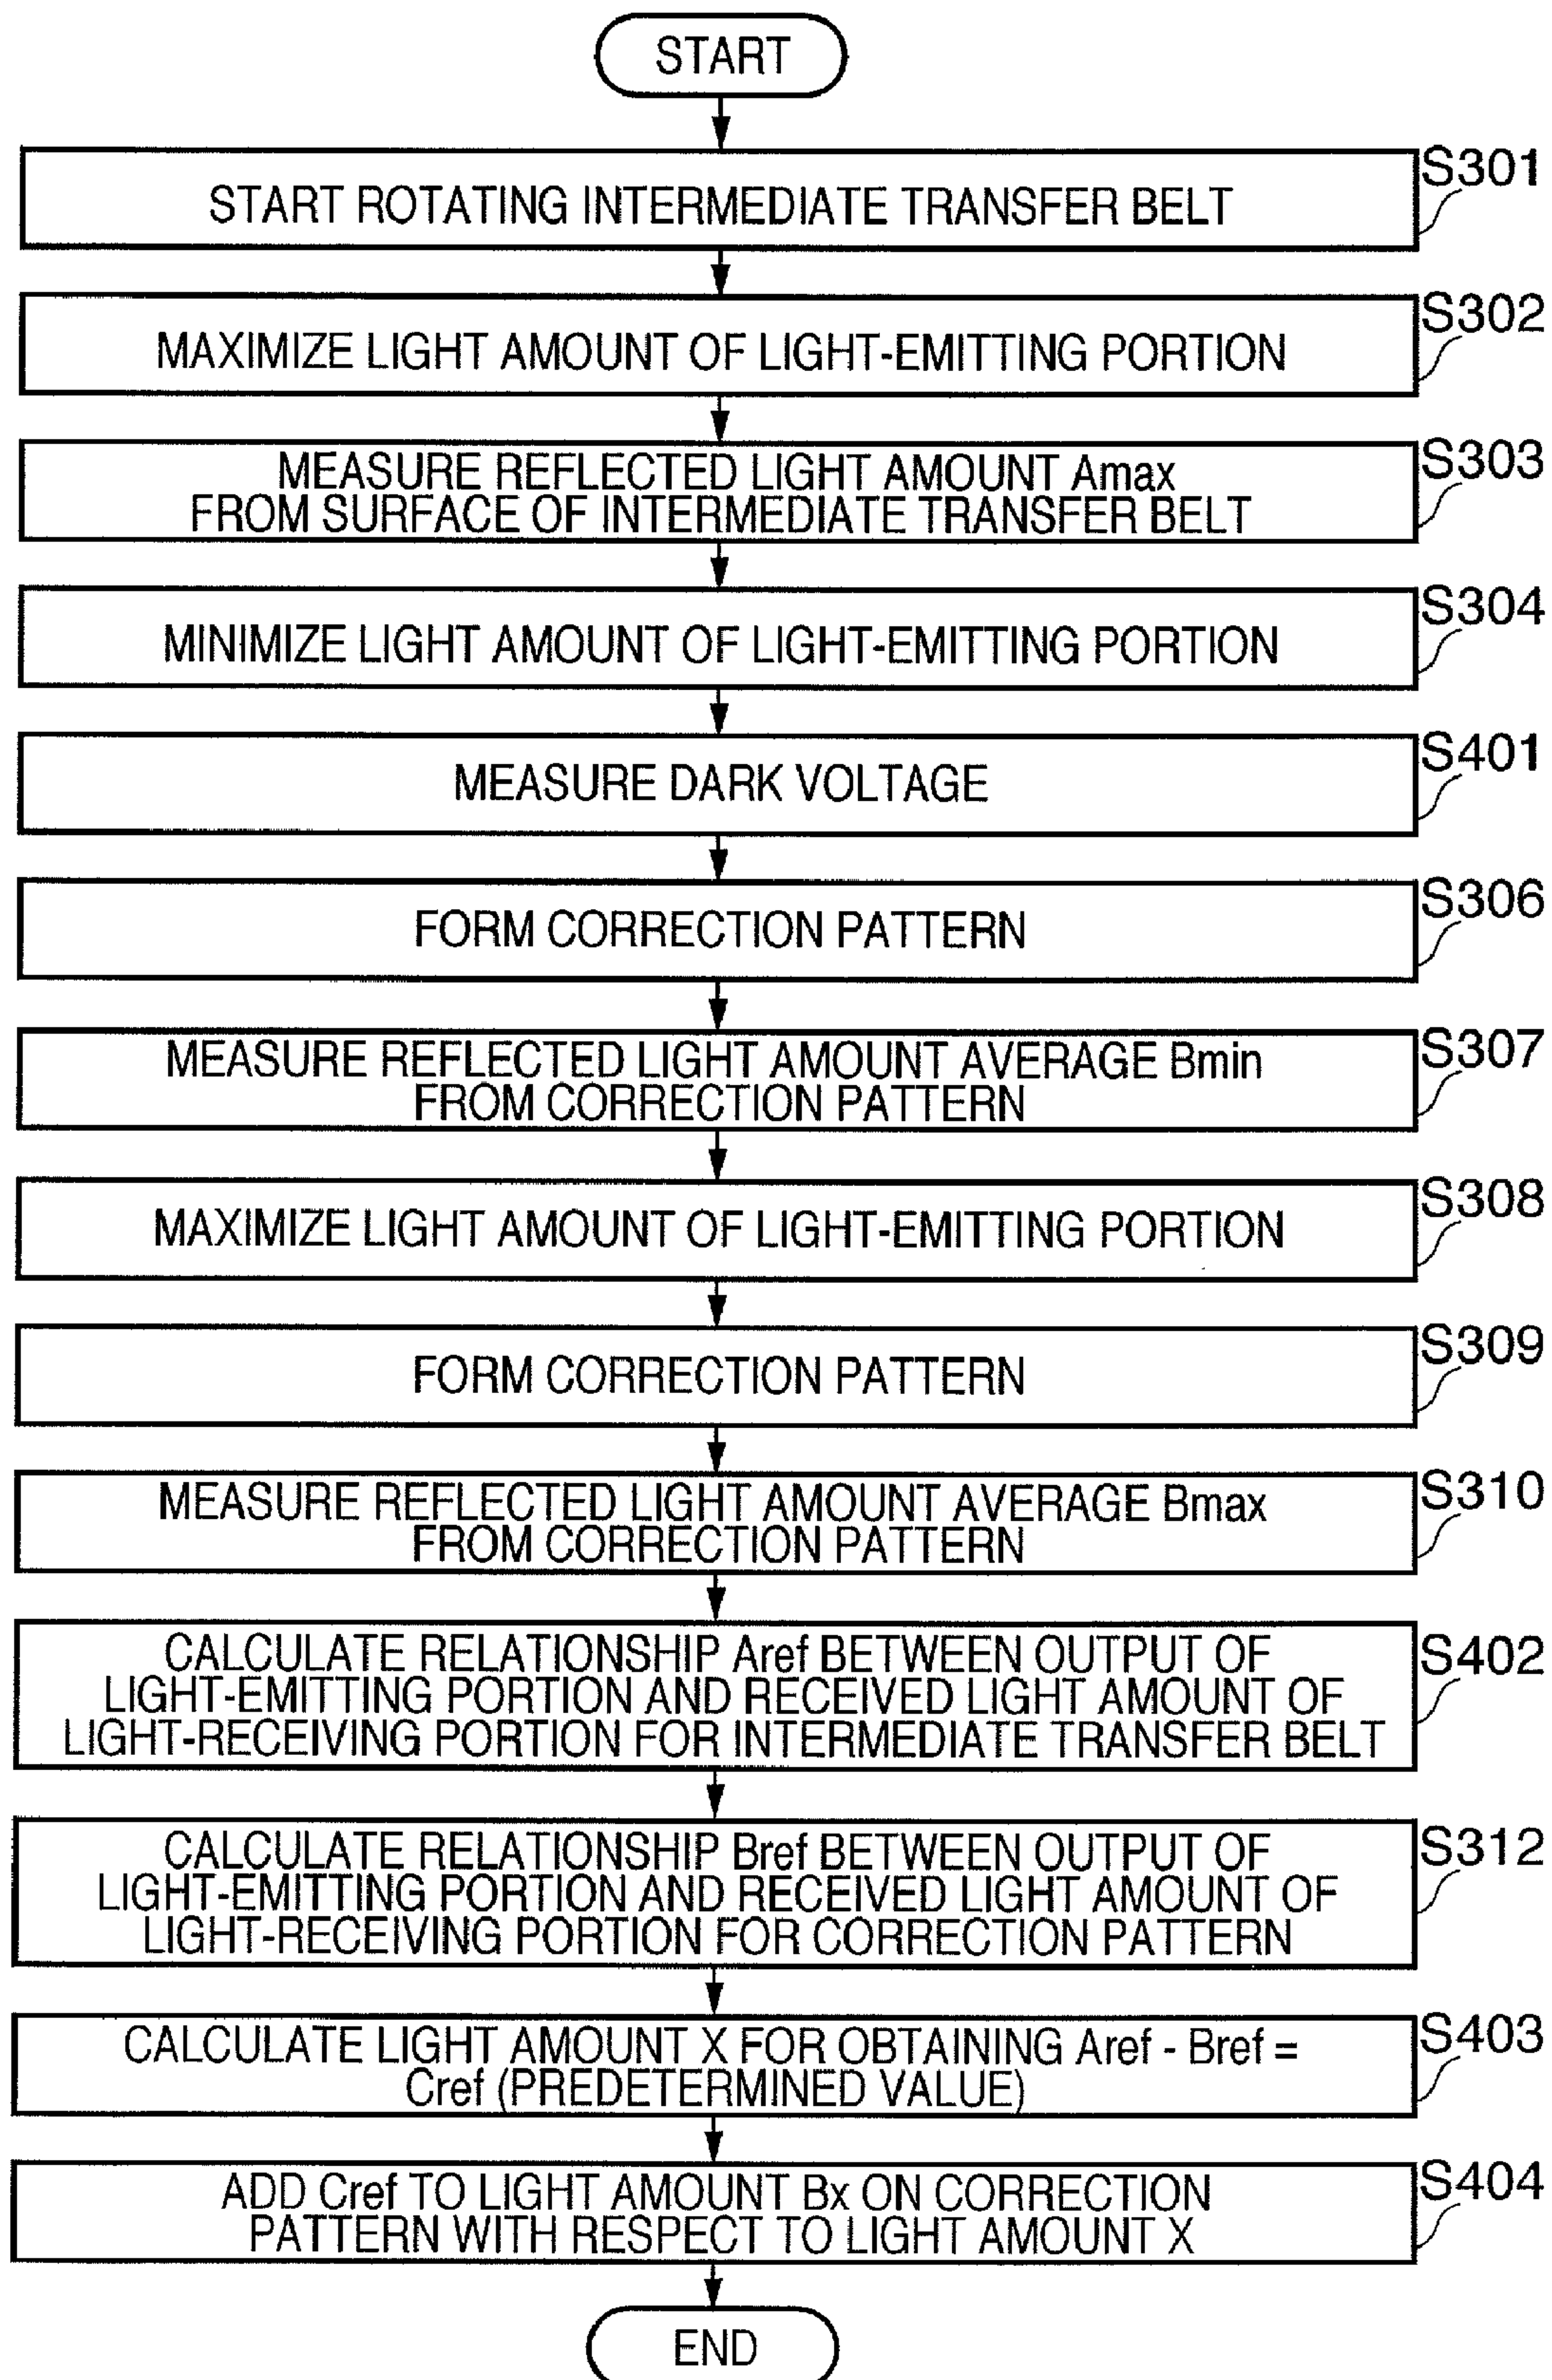 START
S301
START ROTATING INTERMEDIATE TRANSFER BELT
S302
MAXIMIZE LIGHT AMOUNT OF LIGHT-EMITTING PORTION
S303
MEASURE REFLECTED LIGHT AMOUNT Amax
FROM SURFACE OF INTERMEDIATE TRANSFER BELT
S304
MINIMIZE LIGHT AMOUNT OF LIGHT-EMITTING PORTION
S401
MEASURE DARK VOLTAGE
S306
FORM CORRECTION PATTERN
S307
MEASURE REFLECTED LIGHT AMOUNT AVERAGE Bmin
FROM CORRECTION PATTERN
S308
MAXIMIZE LIGHT AMOUNT OF LIGHT-EMITTING PORTION
S309
FORM CORRECTION PATTERN
S310
MEASURE REFLECTED LIGHT AMOUNT AVERAGE Bmax
FROM CORRECTION PATTERN
S402
CALCULATE RELATIONSHIP Aref BETWEEN OUTPUT OF
LIGHT-EMITTING PORTION AND RECEIVED LIGHT AMOUNT OF
LIGHT-RECEIVING PORTION FOR INTERMEDIATE TRANSFER BELT
S312
CALCULATE RELATIONSHIP Bref BETWEEN OUTPUT OF
LIGHT-EMITTING PORTION AND RECEIVED LIGHT AMOUNT OF
LIGHT-RECEIVING PORTION FOR CORRECTION PATTERN
S403
CALCULATE LIGHT AMOUNT X FOR OBTAINING Aref - Bref =
Cref (PREDETERMINED VALUE)
S404
ADD Cref TO LIGHT AMOUNT Bx ON CORRECTION
PATTERN WITH RESPECT TO LIGHT AMOUNT X
END